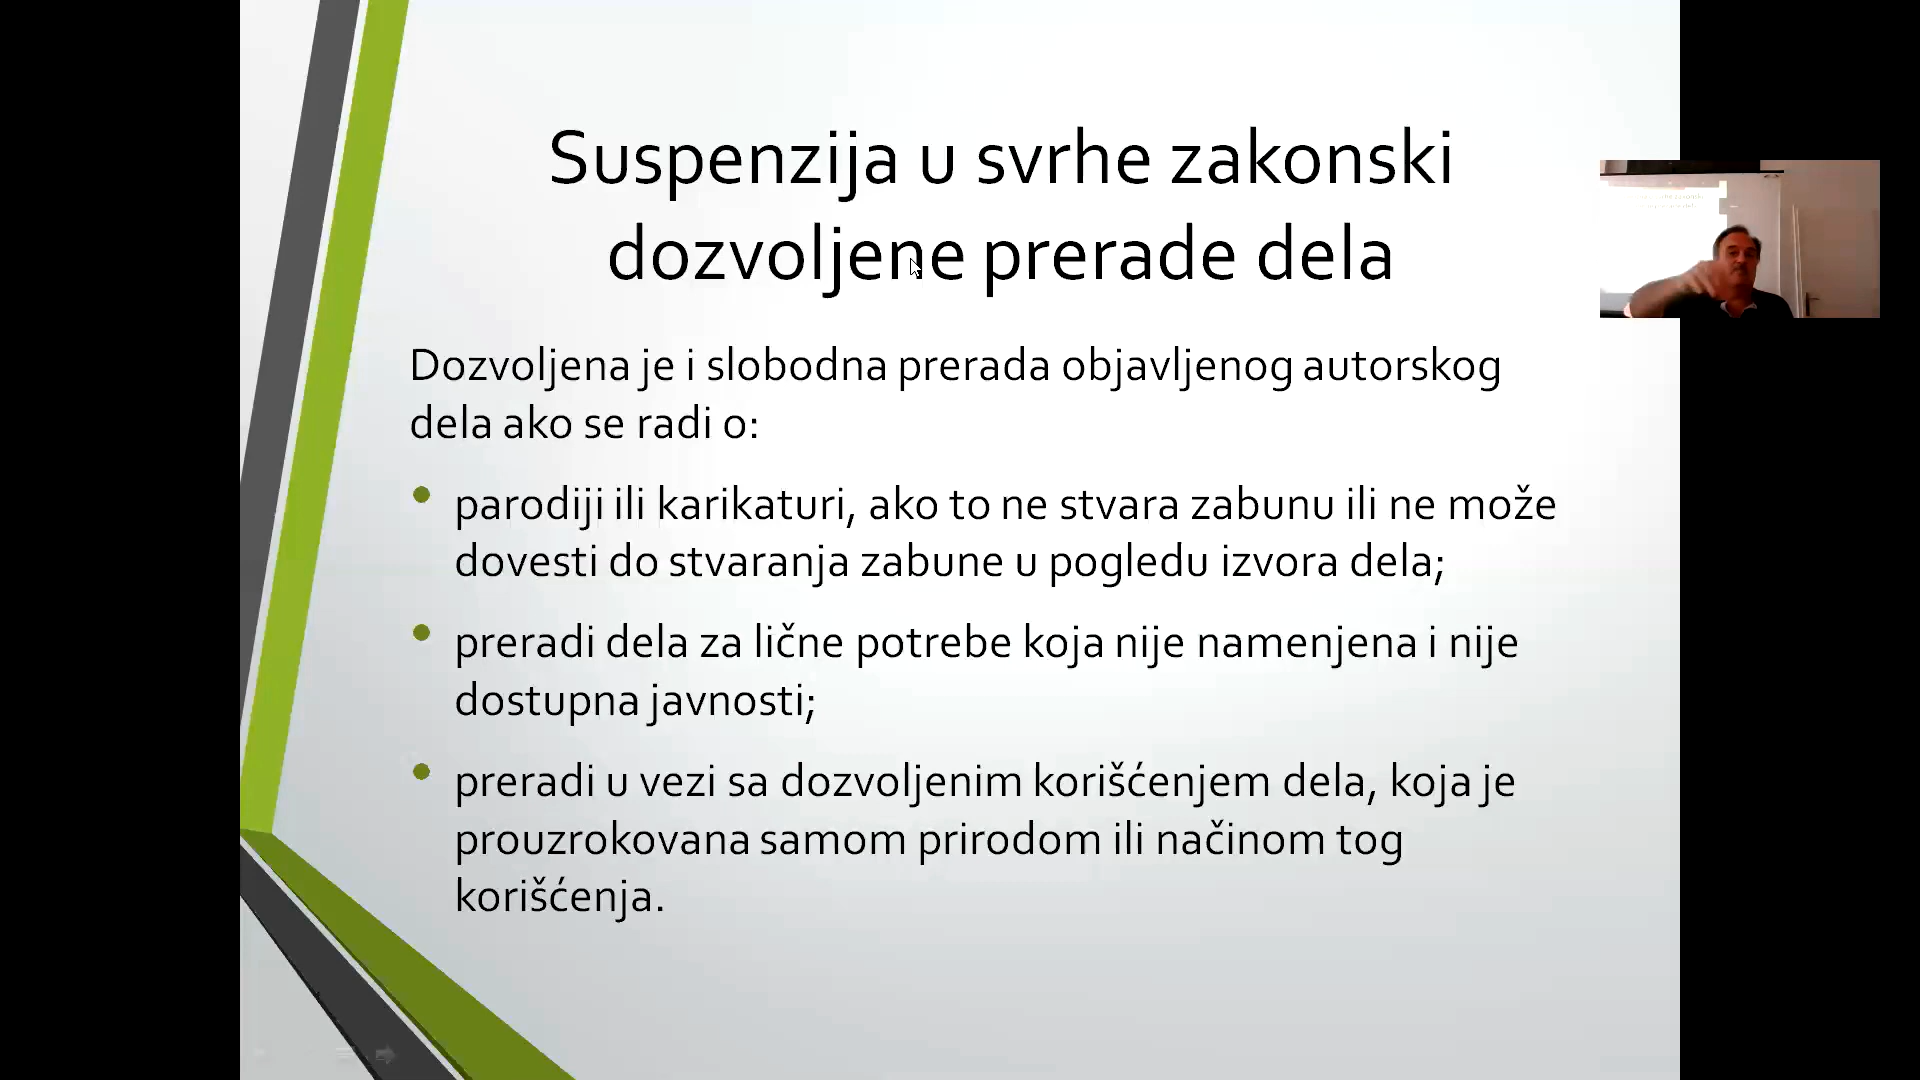 Suspenzija u svrhe zakonski
dozvoljene prerade dela
Dozvoljena je i slobodna prerada objavljenog autorskog
dela ako se radi o:
parodiji ili karikaturi, ako to ne stvara zabunu ili ne može
dovesti do stvaranja zabune u pogledu izvora dela;
preradi dela za lične potrebe koja nije namenjena i nije
dostupna javnosti;
preradi u vezi sa dozvoljenim korišćenjem dela, koja je
prouzrokovana samom prirodom ili načinom tog
korišćenja.